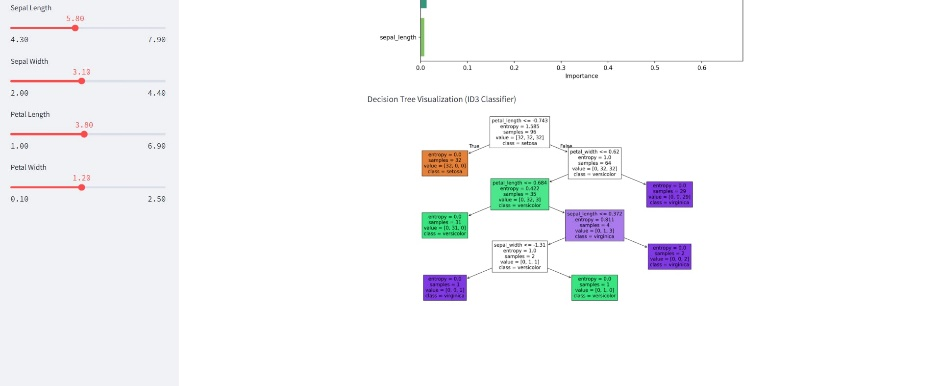 Sepal Length
5.80
4.30
7.90
Sepal Width
3.10
2.00
4.40
Petal Length
3.80
1.00
6.90
Petal Width
1.20
0.10
2.50
sepal_length
0.0
0.1
0.2
0.3
0.4
0.5
0.6
Importance
Decision Tree Visualization (ID3 Classifier)
petal_length <= -0.743
entropy = 1.585
samples = 96
value = [32, 32, 32]
class = setosa
True
False
entropy = 0.0
samples = 32
value = [32, 0, 0]
class = setosa
petal_width <= 0.62
entropy = 1.0
samples = 64
value = [0, 32, 32]
class = versicolor
petal_length <= 0.684
entropy = 0.422
samples = 35
value = [0, 32, 3]
class = versicolor
entropy = 0.0
samples = 29
value = [0, 0, 29]
class = virginica
entropy = 0.0
samples = 31
value = [0, 31, 0]
class = versicolor
sepal_length <= 0.372
entropy = 0.811
samples = 4
value = [0, 1, 3]
class = virginica
sepal_width <= -1.31
entropy = 1.0
samples = 2
value = [0, 1, 1]
class = versicolor
entropy = 0.0
samples = 2
value = [0, 0, 2]
class = virginica
entropy = 0.0
samples = 1
value = [0, 0, 1]
class = virginica
entropy = 0.0
samples = 1
value = [0, 1, 0]
class = versicolor